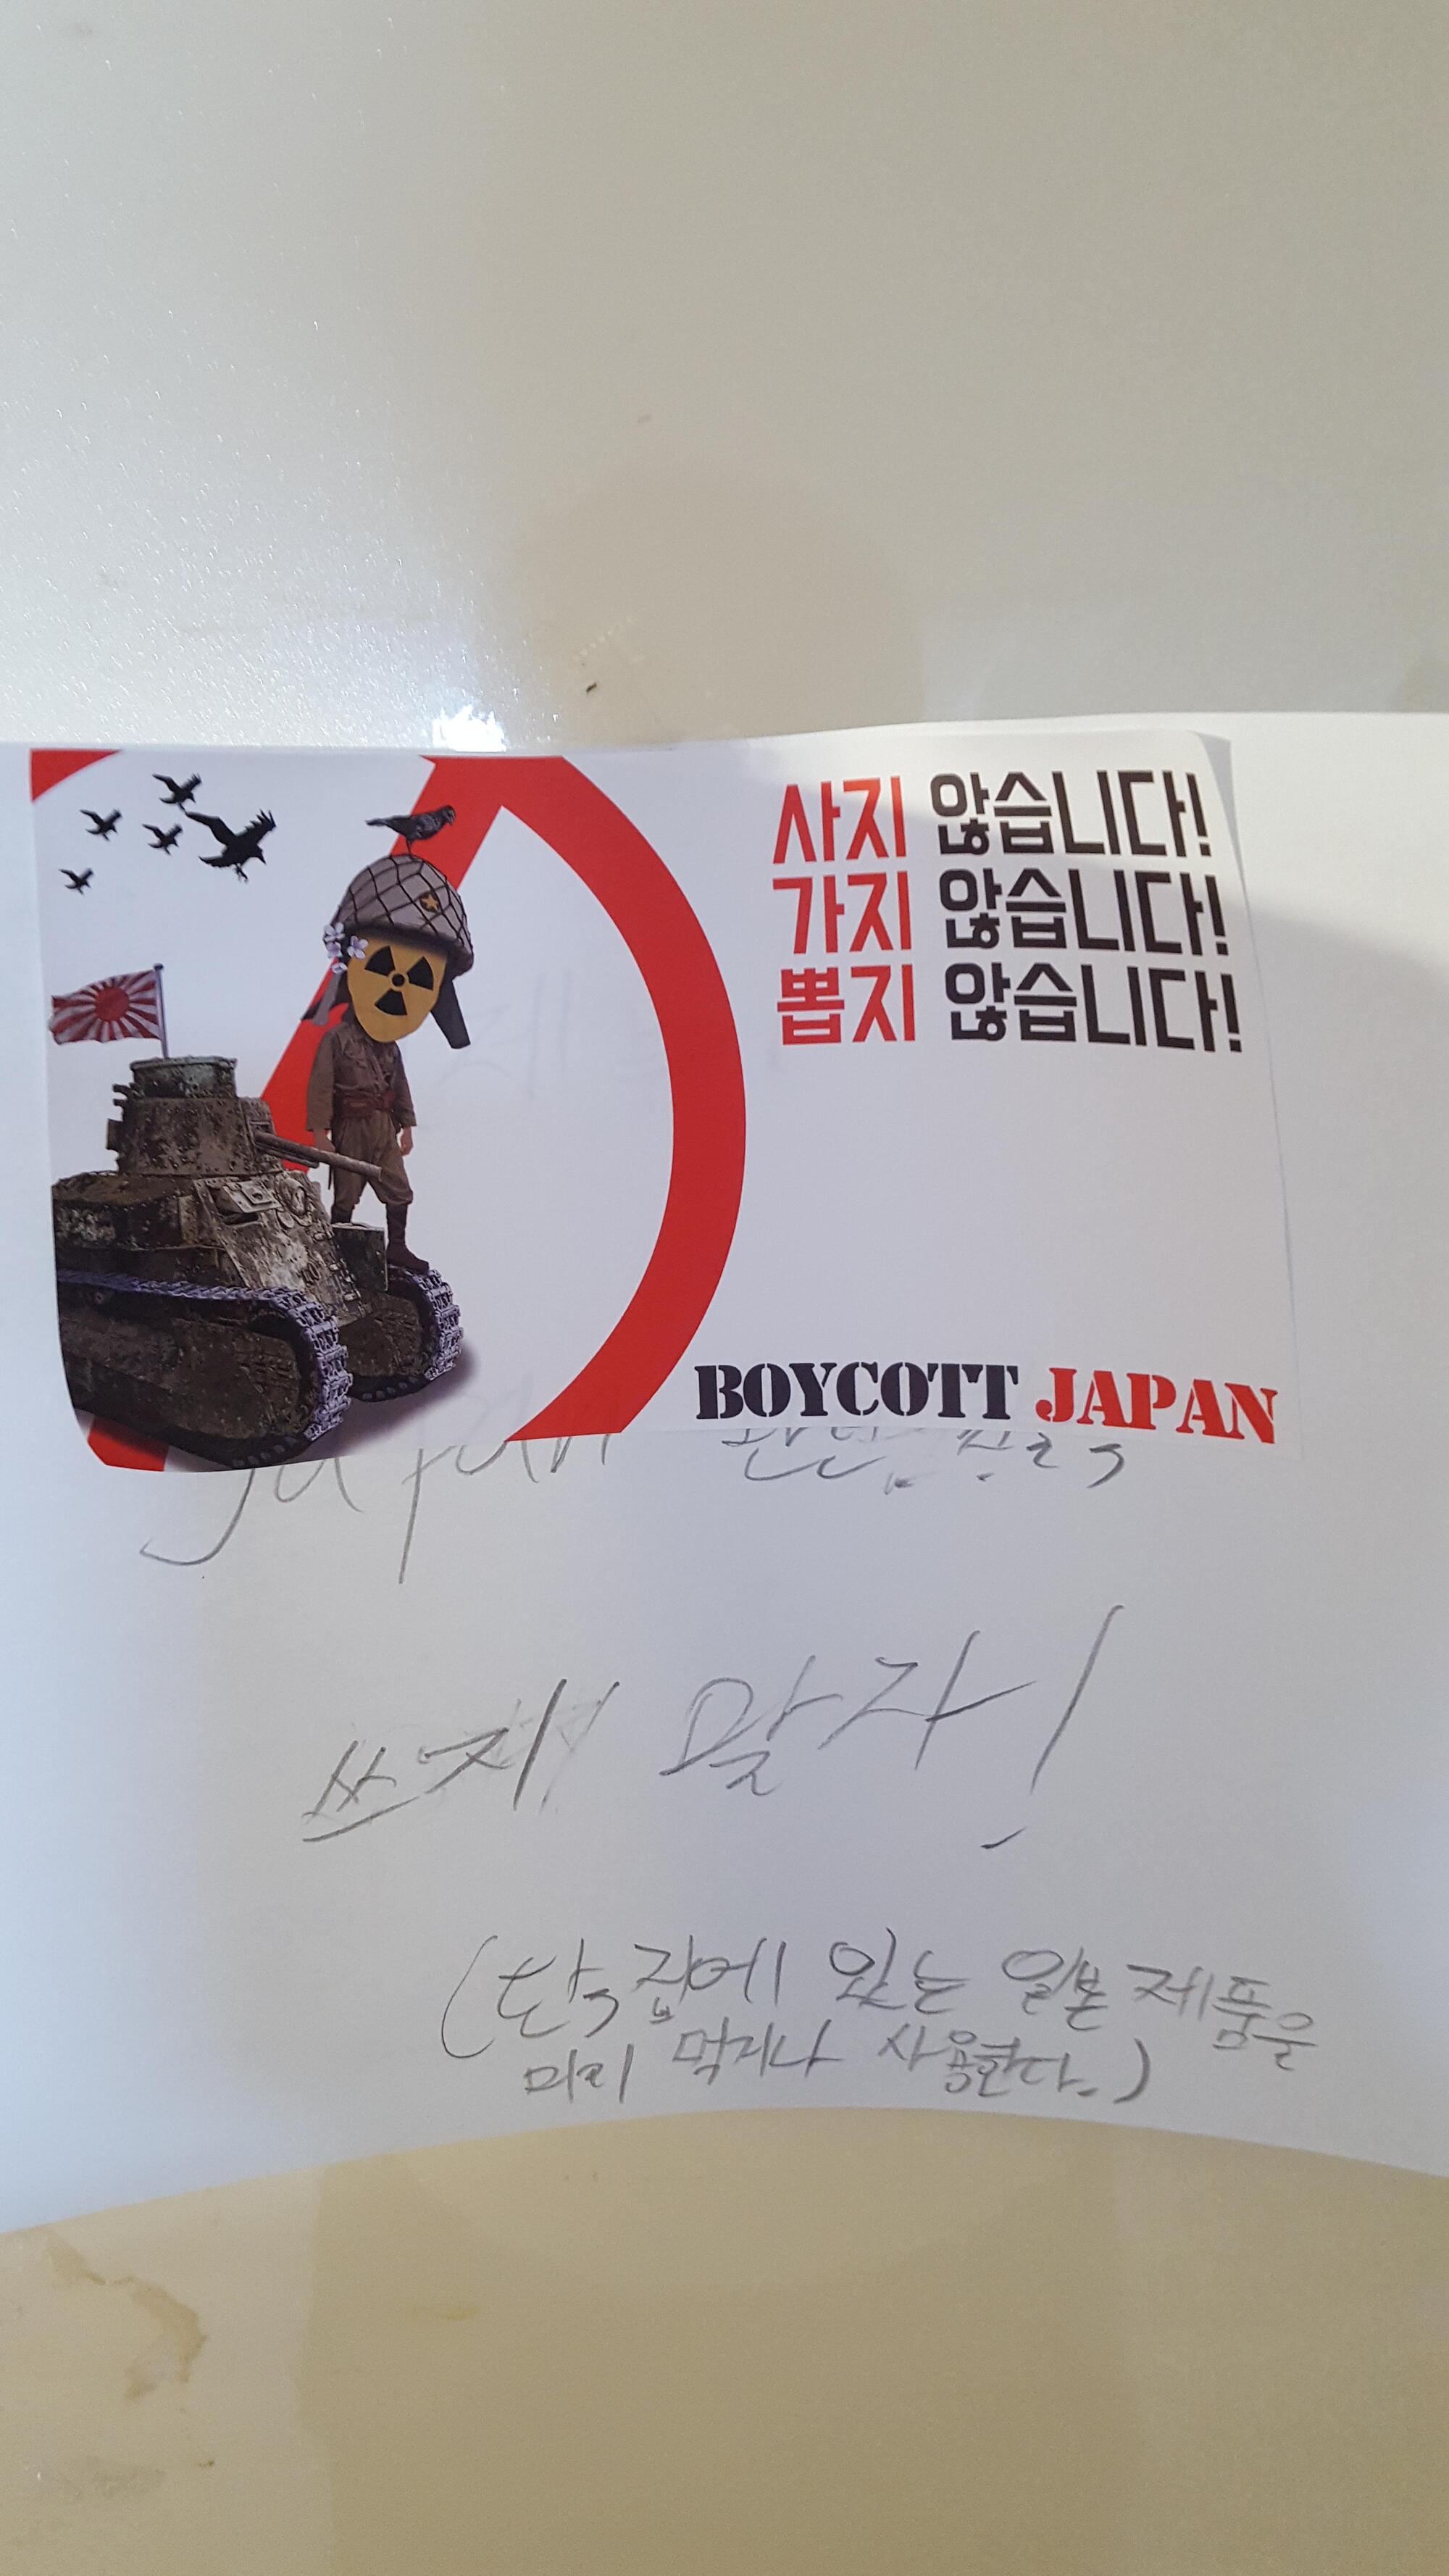 사지 않습니다!
가지 않습니다!
뽑지 않습니다!
BOYCOTT JAPAN
Japan
쓰지 말자!
(단, 집에 있는 일본 제품을
미리 먹거나 사용한다.)